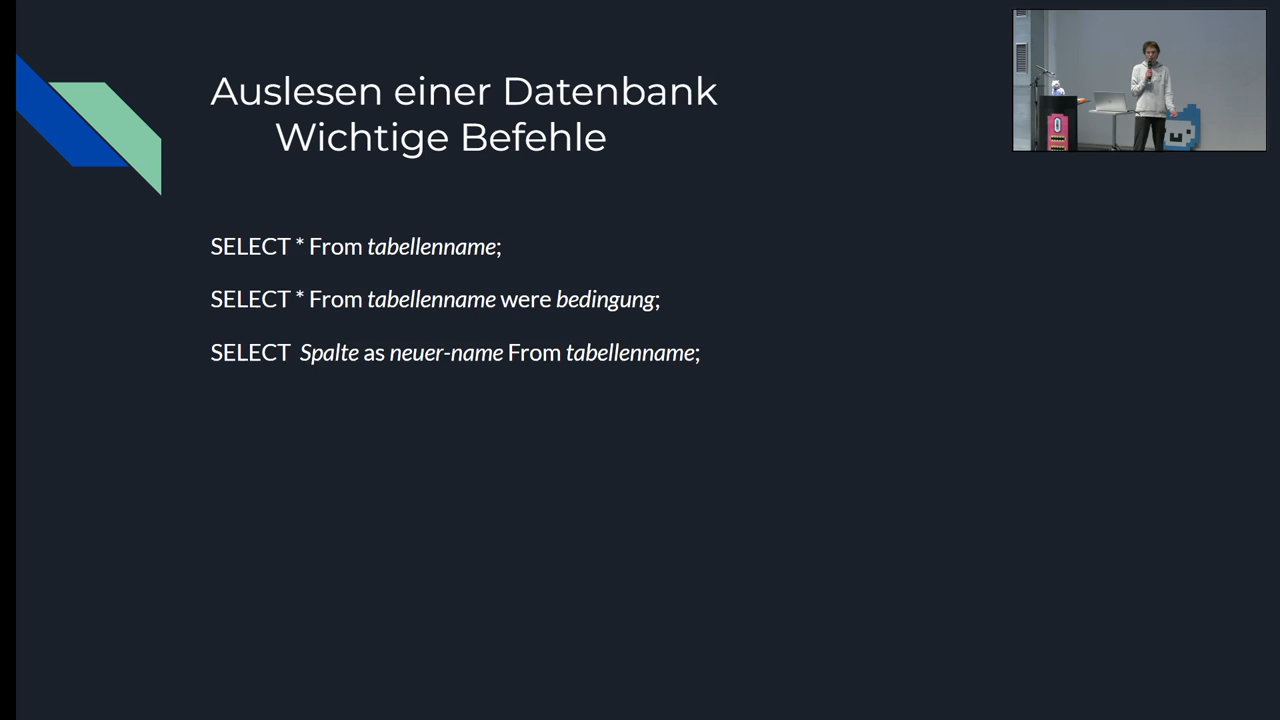 Auslesen einer Datenbank
Wichtige Befehle
SELECT * From tabellenname;
SELECT * From tabellenname were bedingung;
SELECT Spalte as neuer-name From tabellenname;